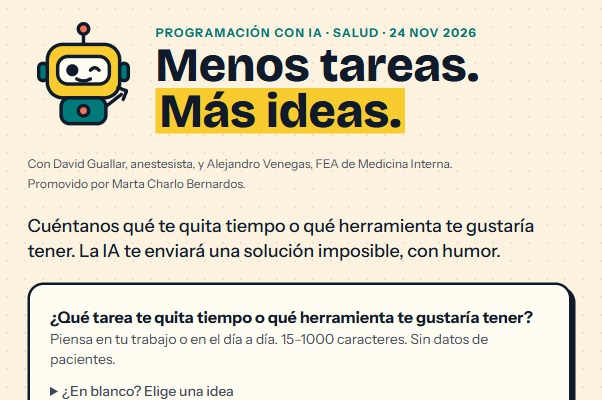 PROGRAMACIÓN CON IA · SALUD · 24 NOV 2026
Menos tareas.
Más ideas.
Con David Guallar, anestesista, y Alejandro Venegas, FEA de Medicina Interna.
Promovido por Marta Charlo Bernardos.
Cuéntanos qué te quita tiempo o qué herramienta te gustaría
tener. La IA te enviará una solución imposible, con humor.
¿Qué tarea te quita tiempo o qué herramienta te gustaría tener?
Piensa en tu trabajo o en el día a día. 15–1000 caracteres. Sin datos de
pacientes.
¿En blanco? Elige una idea